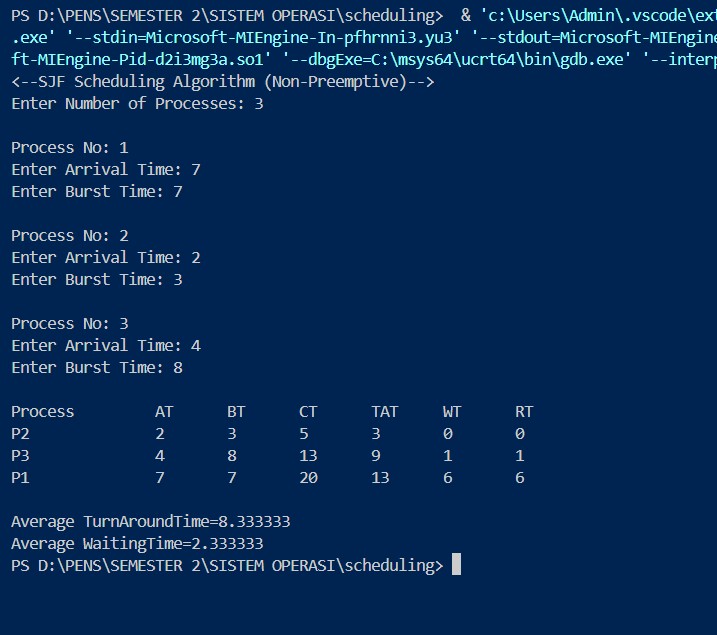 PS D:\PENS\SEMESTER 2\SISTEM OPERASI\scheduling>  & 'c:\Users\Admin\.vscode\ext
.exe' '--stdin=Microsoft-MIEngine-In-pfhrnni3.yu3' '--stdout=Microsoft-MIEngine
ft-MIEngine-Pid-d2i3mg3a.so1' '--dbgExe=C:\msys64\ucrt64\bin\gdb.exe' '--interp
<--SJF Scheduling Algorithm (Non-Preemptive)-->
Enter Number of Processes: 3
Process No: 1
Enter Arrival Time: 7
Enter Burst Time: 7
Process No: 2
Enter Arrival Time: 2
Enter Burst Time: 3
Process No: 3
Enter Arrival Time: 4
Enter Burst Time: 8
Process AT BT CT TAT WT RT
P2 2 3 5 3 0 0
P3 4 8 13 9 1 1
P1 7 7 20 13 6 6
Average TurnAroundTime=8.333333
Average WaitingTime=2.333333
PS D:\PENS\SEMESTER 2\SISTEM OPERASI\scheduling>